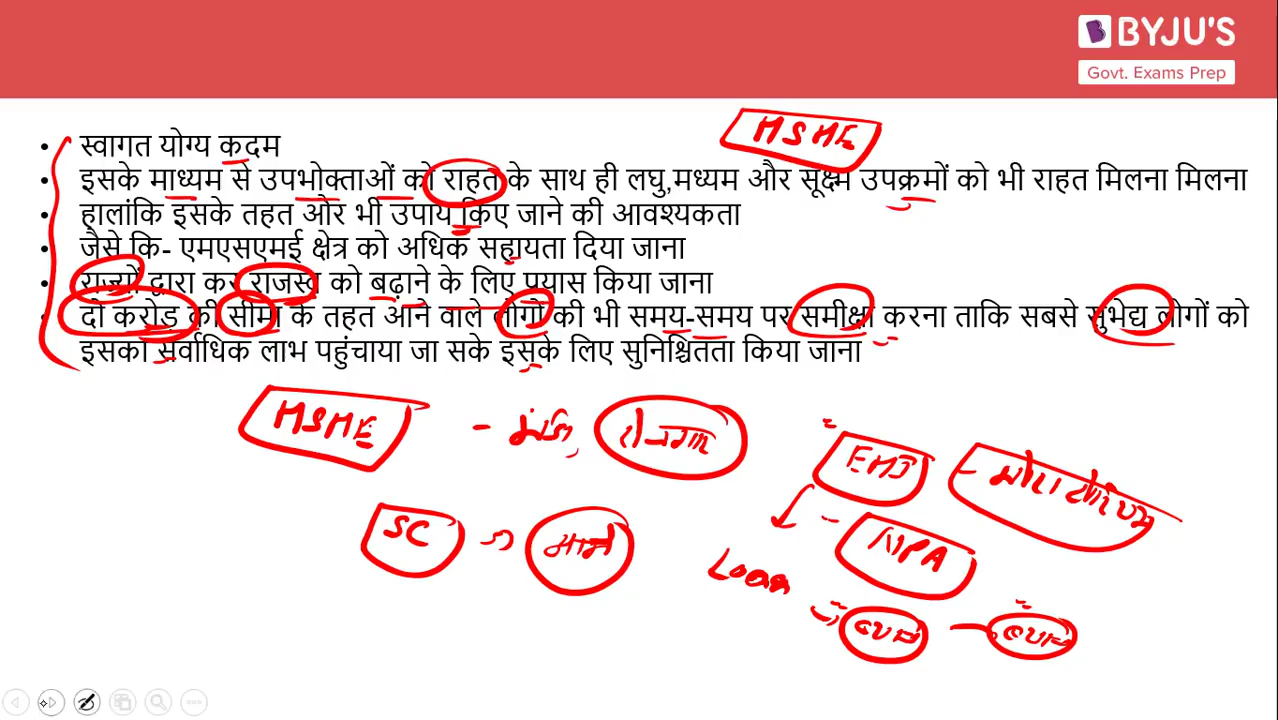 BYJU'S
Govt. Exams Prep
MSME
• स्वागत योग्य कदम
• इसके माध्यम से उपभोक्ताओं को राहत के साथ ही लघु,मध्यम और सूक्ष्म उपक्रमों को भी राहत मिलना मिलना
• हालांकि इसके तहत और भी उपाय किए जाने की आवश्यकता
• जैसे कि- एमएसएमई क्षेत्र को अधिक सहायता दिया जाना
• राज्यों द्वारा कर राजस्व को बढ़ाने के लिए प्रयास किया जाना
• दो करोड़ की सीमा के तहत आने वाले लोगों की भी समय-समय पर समीक्षा करना ताकि सबसे सुभेद्य लोगों को
इसका सर्वाधिक लाभ पहुंचाया जा सके इसके लिए सुनिश्चितता किया जाना
MSME
EMI
SC
NPA
Loan
ब्याज - ब्याज